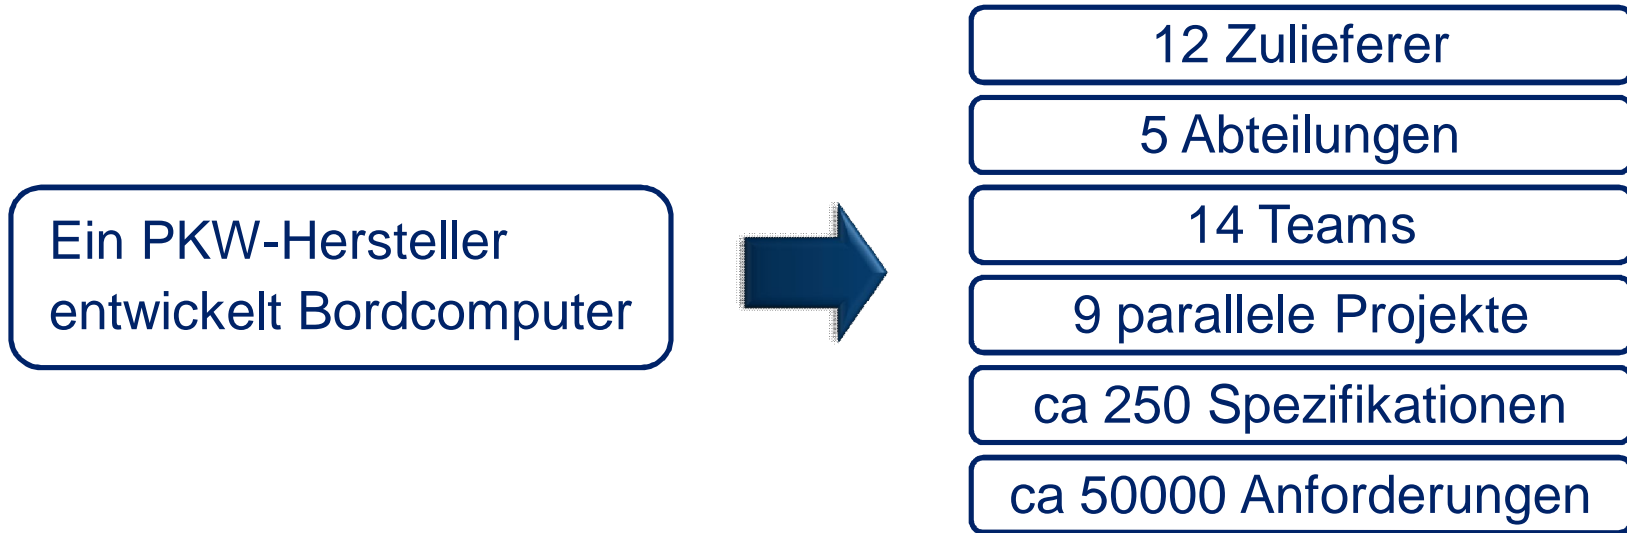 Ein PKW-Hersteller
entwickelt Bordcomputer
12 Zulieferer
5 Abteilungen
14 Teams
9 parallele Projekte
ca 250 Spezifikationen
ca 50000 Anforderungen